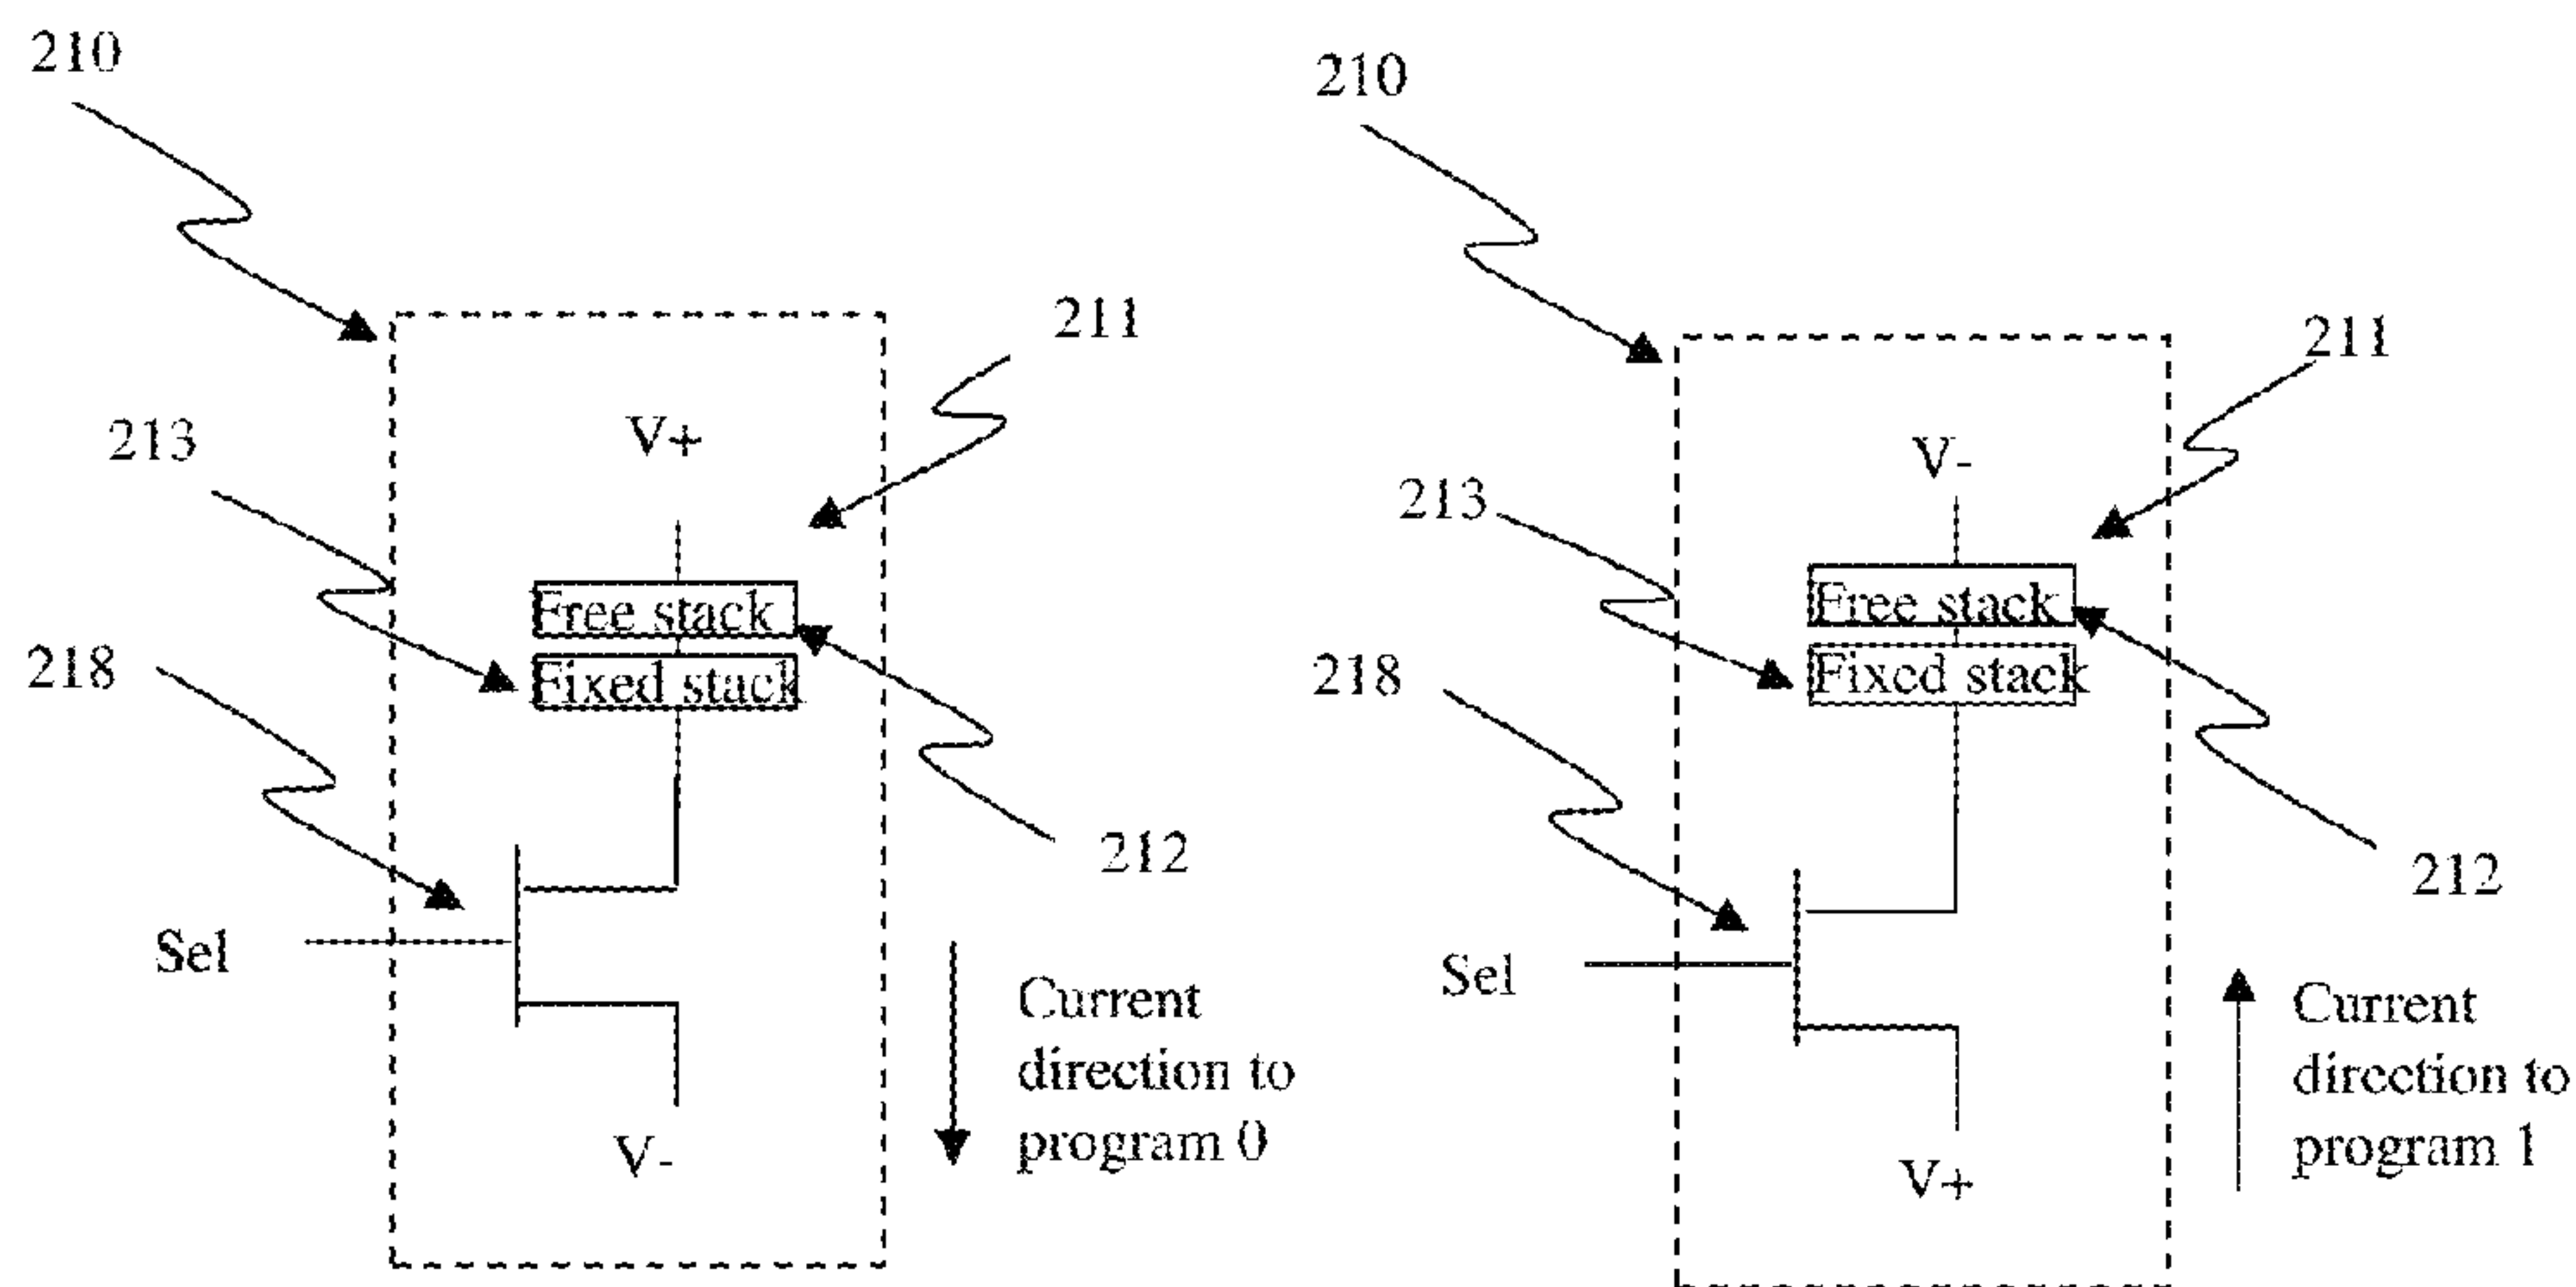 210
211
V+
213
Free stack
Fixed stack
218
212
Sel
Current
direction to
program 0
V-
210
211
V-
213
Free stack
Fixed stack
218
212
Sel
Current
direction to
program 1
V+